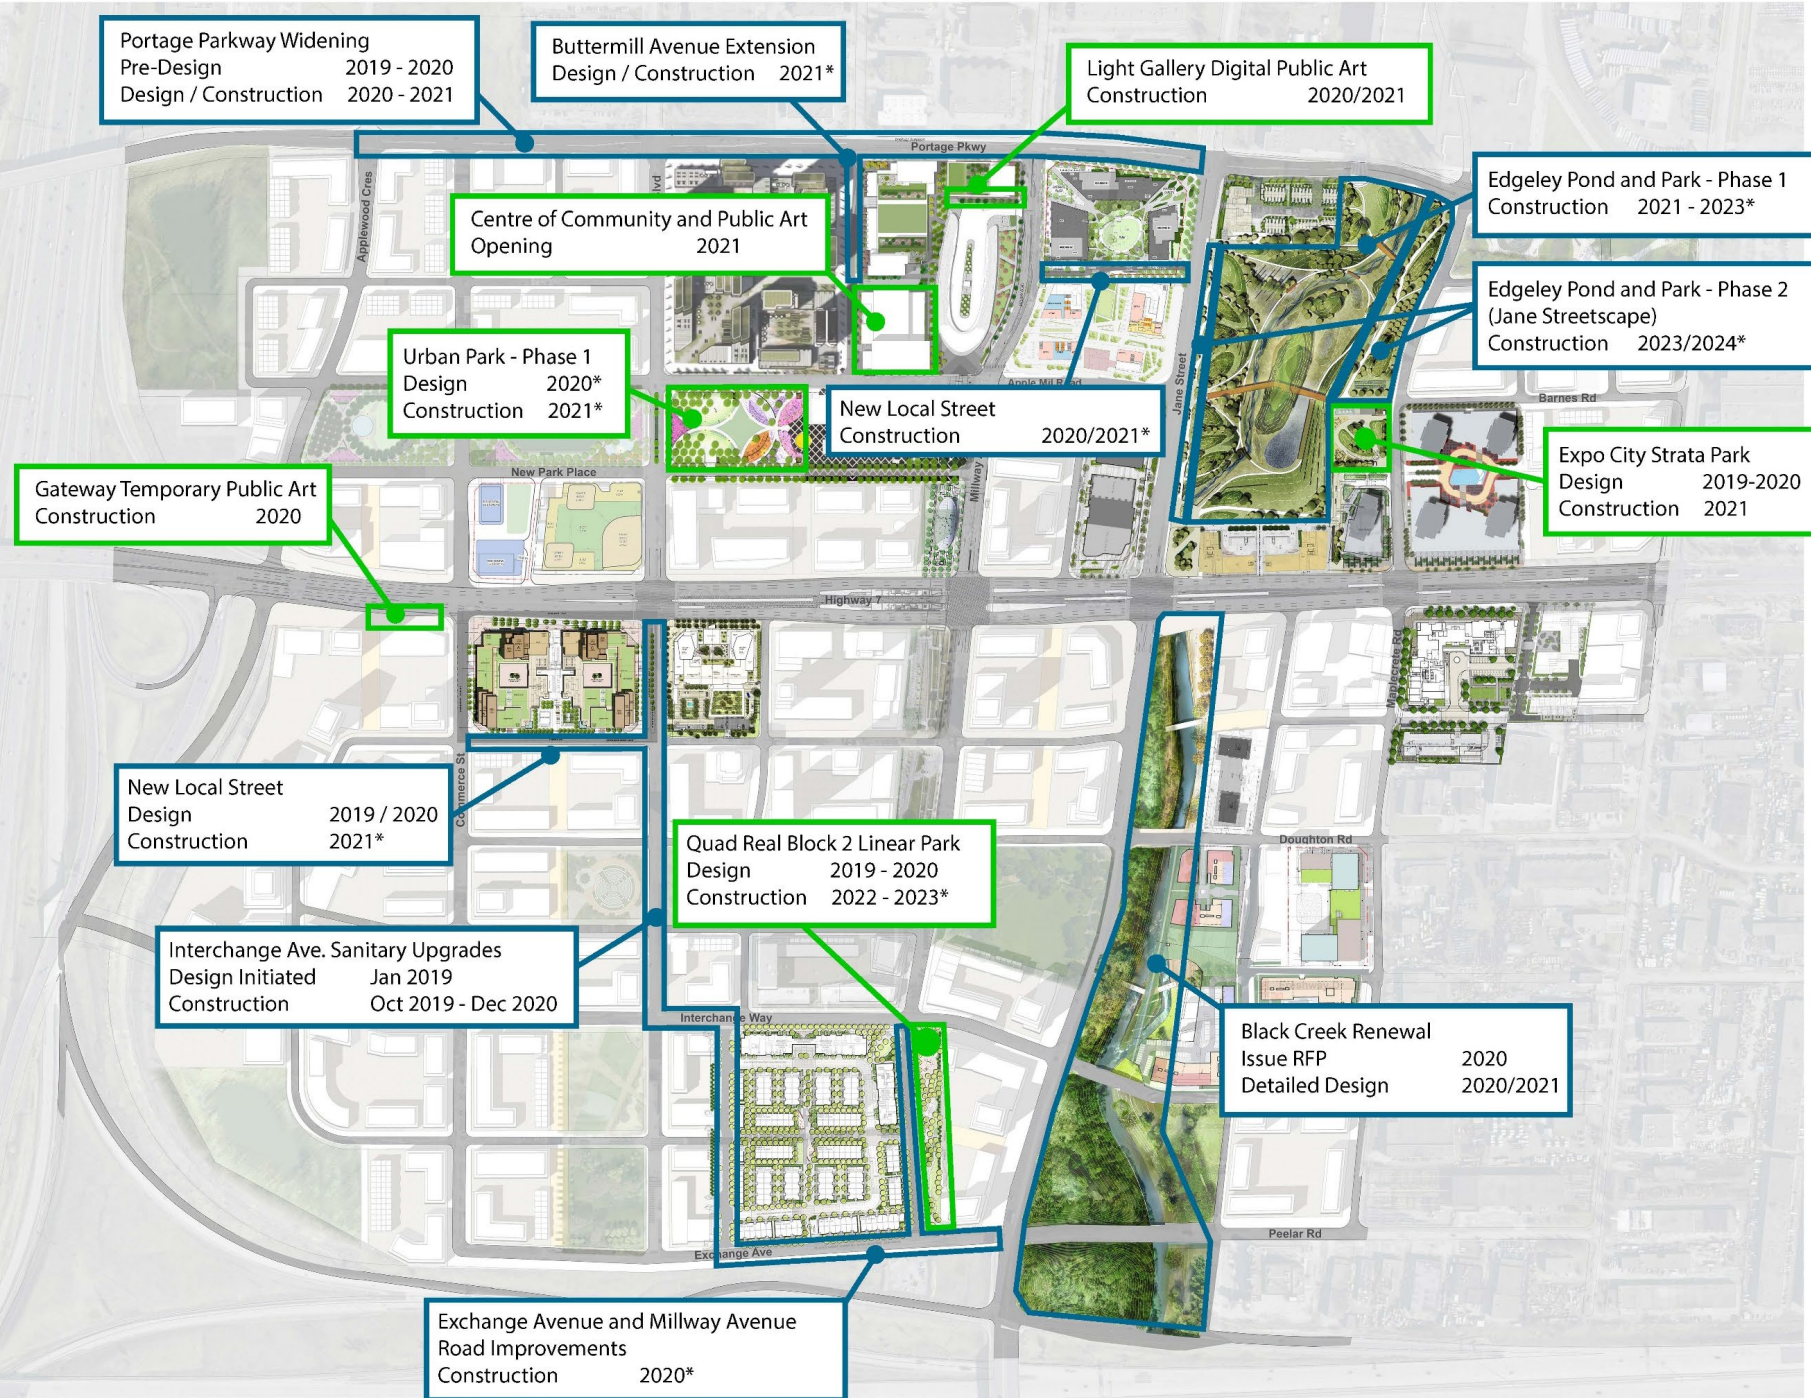 Portage Parkway Widening
Pre-Design 2019 - 2020
Design / Construction 2020 - 2021
Buttermill Avenue Extension
Design / Construction 2021*
Light Gallery Digital Public Art
Construction 2020/2021
Portage Pkwy
Applewood Cres
lvd
Edgeley Pond and Park - Phase 1
Construction 2021 - 2023*
Centre of Community and Public Art
Opening 2021
Edgeley Pond and Park - Phase 2
(Jane Streetscape)
Construction 2023/2024*
Urban Park - Phase 1
Design 2020*
Construction 2021*
Apple Mil Road
Jane Street
New Local Street
Construction 2020/2021*
Barnes Rd
Expo City Strata Park
Design 2019-2020
Construction 2021
New Park Place
Millway
Gateway Temporary Public Art
Construction 2020
Highway 7
Maplecrete Rd
Commerce St
New Local Street
Design 2019 / 2020
Construction 2021*
Doughton Rd
Quad Real Block 2 Linear Park
Design 2019 - 2020
Construction 2022 - 2023*
Interchange Ave. Sanitary Upgrades
Design Initiated Jan 2019
Construction Oct 2019 - Dec 2020
Interchange Way
Black Creek Renewal
Issue RFP 2020
Detailed Design 2020/2021
Peelar Rd
Exchange Ave
Exchange Avenue and Millway Avenue
Road Improvements
Construction 2020*